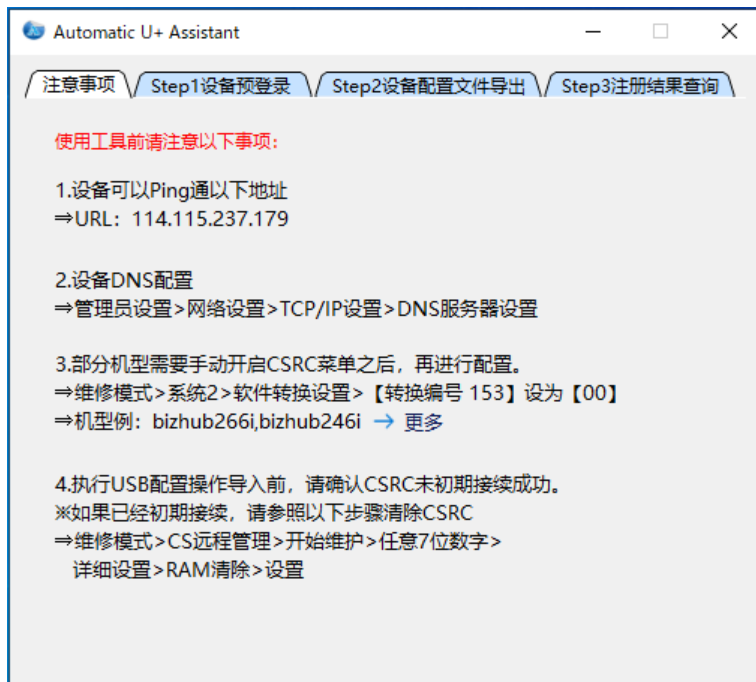 Automatic U+ Assistant
注意事项 Step1设备预登录 Step2设备配置文件导出 Step3注册结果查询
使用工具前请注意以下事项:
1.设备可以Ping通以下地址
⇒URL：114.115.237.179
2.设备DNS配置
⇒管理员设置>网络设置>TCP/IP设置>DNS服务器设置
3.部分机型需要手动开启CSRC菜单之后，再进行配置。
⇒维修模式>系统2>软件转换设置>【转换编号 153】设为【00】
⇒机型例：bizhub266i,bizhub246i → 更多
4.执行USB配置操作导入前，请确认CSRC未初期接续成功。
※如果已经初期接续，请参照以下步骤清除CSRC
⇒维修模式>CS远程管理>开始维护>任意7位数字>
详细设置>RAM清除>设置